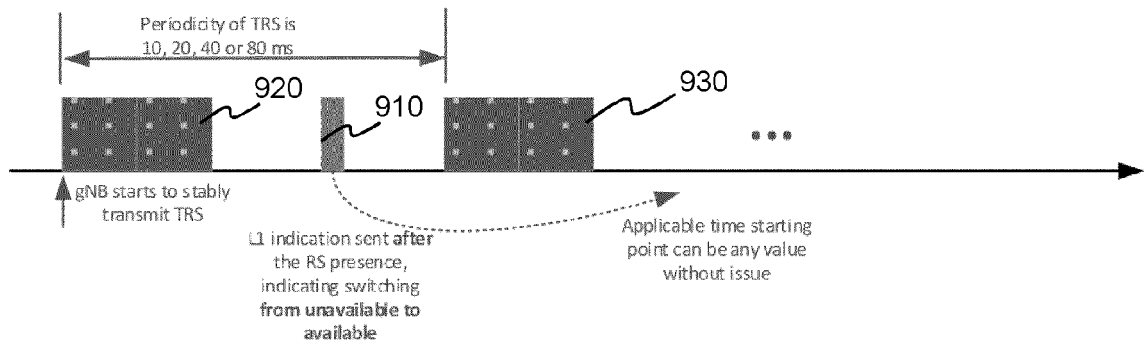 Periodicity of TRS is
10, 20, 40 or 80 ms
920
910
930
gNB starts to stably
transmit TRS
L1 indication sent after
the RS presence,
indicating switching
from unavailable to
available
Applicable time starting
point can be any value
without issue